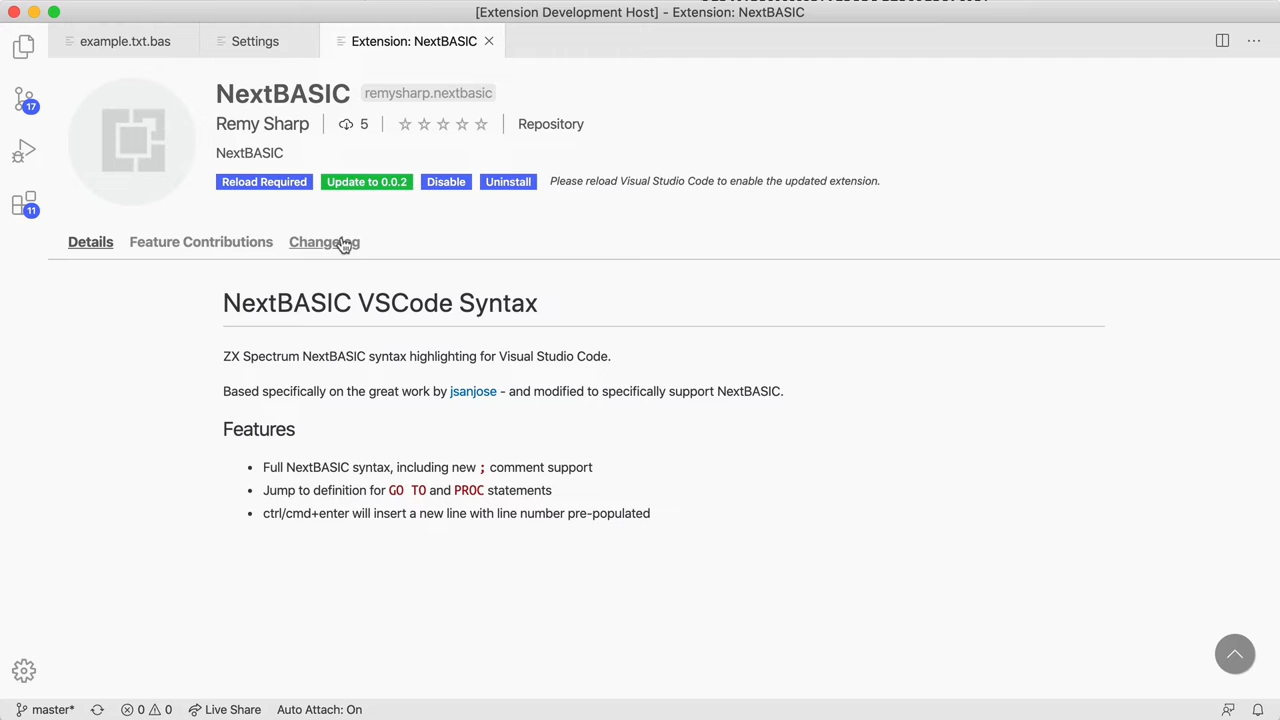 [Extension Development Host] - Extension: NextBASIC
example.txt.bas
Settings
Extension: NextBASIC
NextBASIC remysharp.nextbasic
Remy Sharp 5 Repository
NextBASIC
Reload Required Update to 0.0.2 Disable Uninstall Please reload Visual Studio Code to enable the updated extension.
17
11
Details Feature Contributions Changelog
NextBASIC VSCode Syntax
ZX Spectrum NextBASIC syntax highlighting for Visual Studio Code.
Based specifically on the great work by jsanjose - and modified to specifically support NextBASIC.
Features
• Full NextBASIC syntax, including new ; comment support
• Jump to definition for GO TO and PROC statements
• ctrl/cmd+enter will insert a new line with line number pre-populated
master* 0 0 Live Share Auto Attach: On